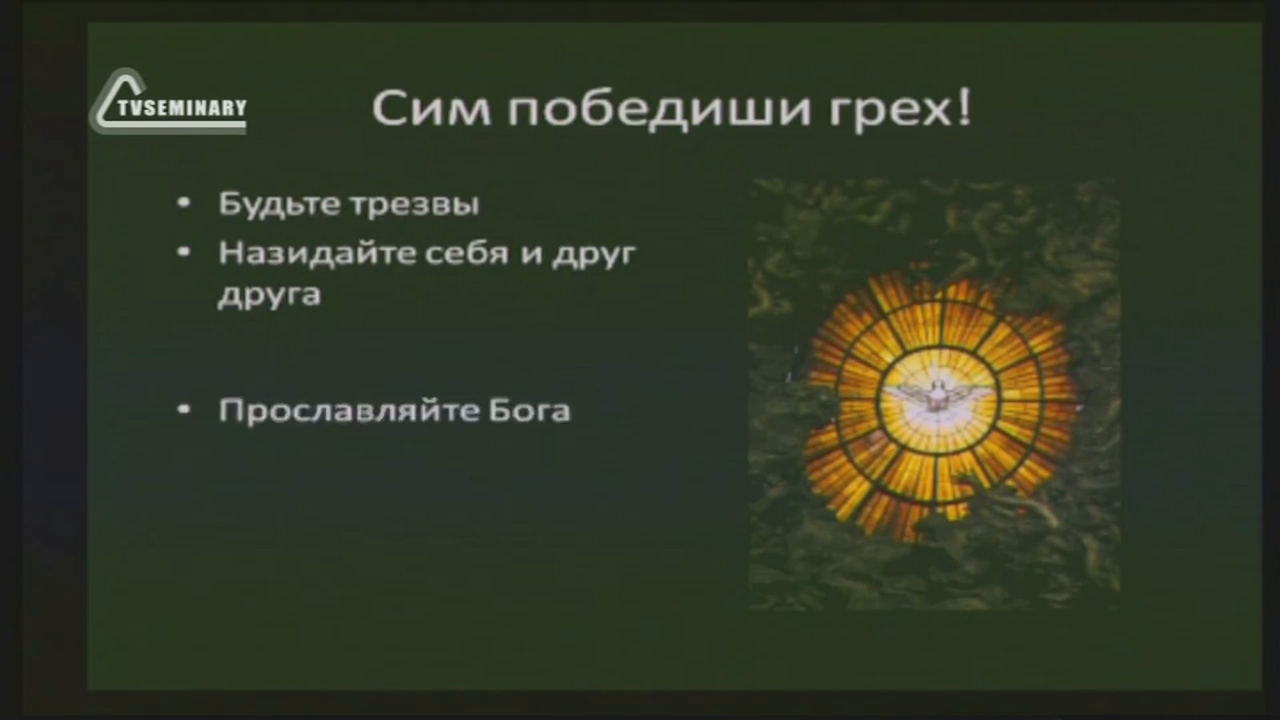 TVSEMINARY
Сим победиши грех!
• Будьте трезвы
• Назидайте себя и друг
друга
• Прославляйте Бога